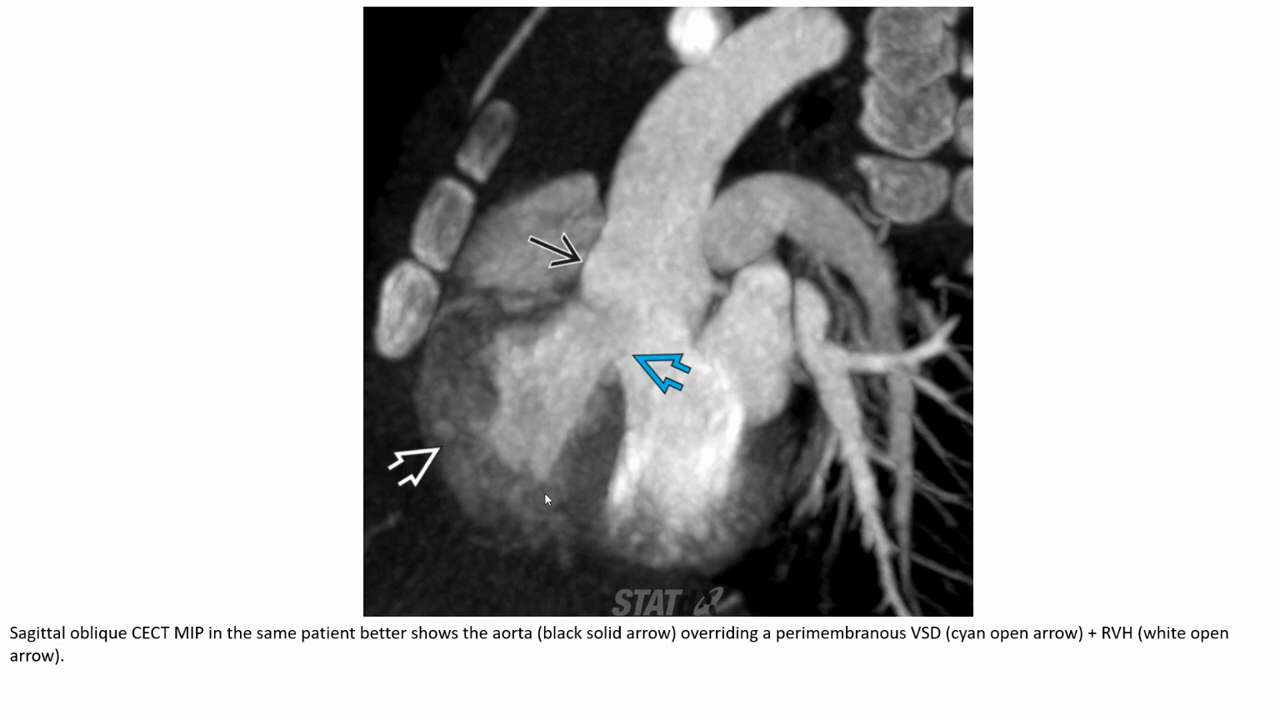 STAT
Sagittal oblique CECT MIP in the same patient better shows the aorta (black solid arrow) overriding a perimembranous VSD (cyan open arrow) + RVH (white open
arrow).